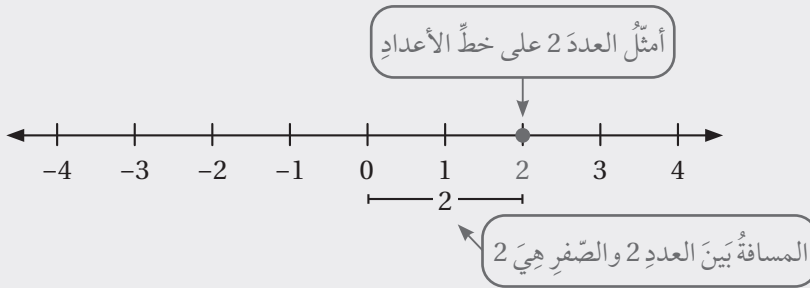 أمثّلُ العددَ 2 على خطِّ الأعدادِ
−4 −3 −2 −1 0 1 2 3 4
2
المسافةُ بَينَ العددِ 2 والصّفرِ هِيَ 2